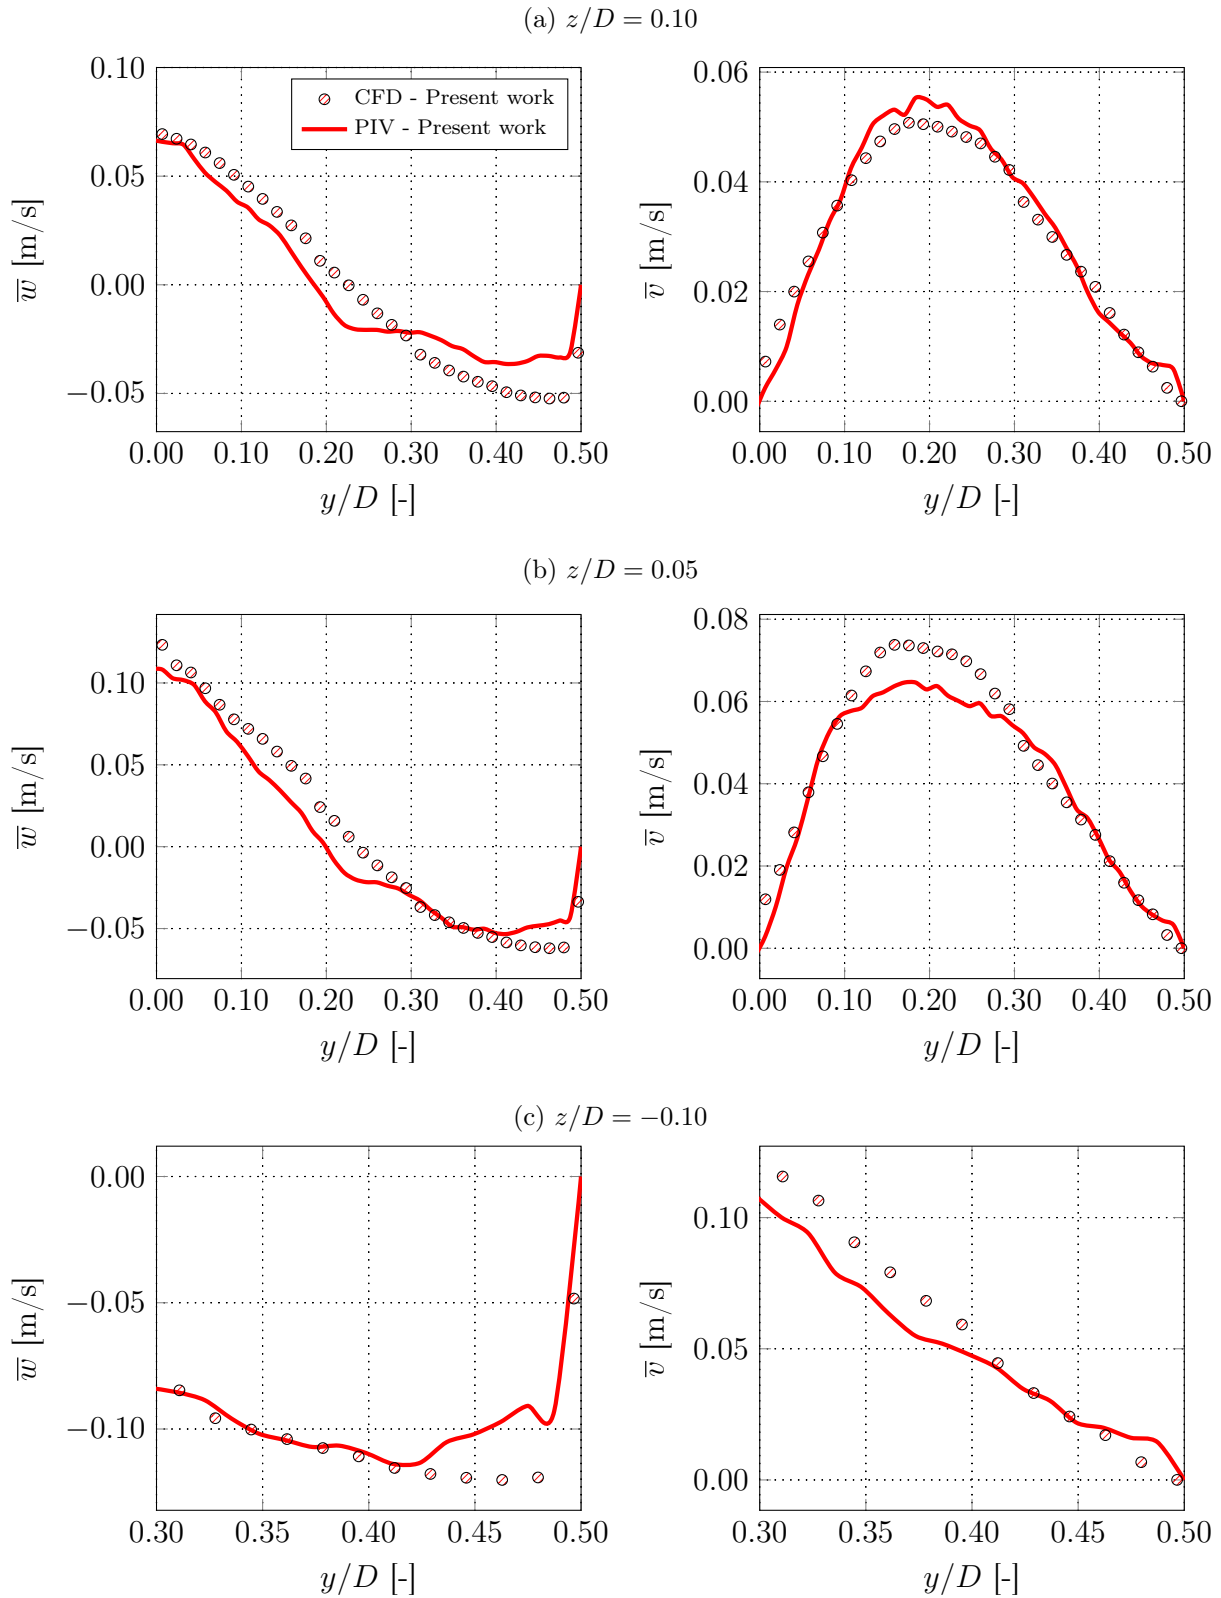 (a) z/D = 0.10
0.10
0.05
0.00
−0.05
0.00 0.10 0.20 0.30 0.40 0.50
y/D [-]
w̅ [m/s]
CFD - Present work
PIV - Present work
0.06
0.04
0.02
0.00
0.00 0.10 0.20 0.30 0.40 0.50
y/D [-]
v̅ [m/s]
(b) z/D = 0.05
0.10
0.05
0.00
−0.05
0.00 0.10 0.20 0.30 0.40 0.50
y/D [-]
w̅ [m/s]
0.08
0.06
0.04
0.02
0.00
0.00 0.10 0.20 0.30 0.40 0.50
y/D [-]
v̅ [m/s]
(c) z/D = −0.10
0.00
−0.05
−0.10
0.30 0.35 0.40 0.45 0.50
y/D [-]
w̅ [m/s]
0.10
0.05
0.00
0.30 0.35 0.40 0.45 0.50
y/D [-]
v̅ [m/s]